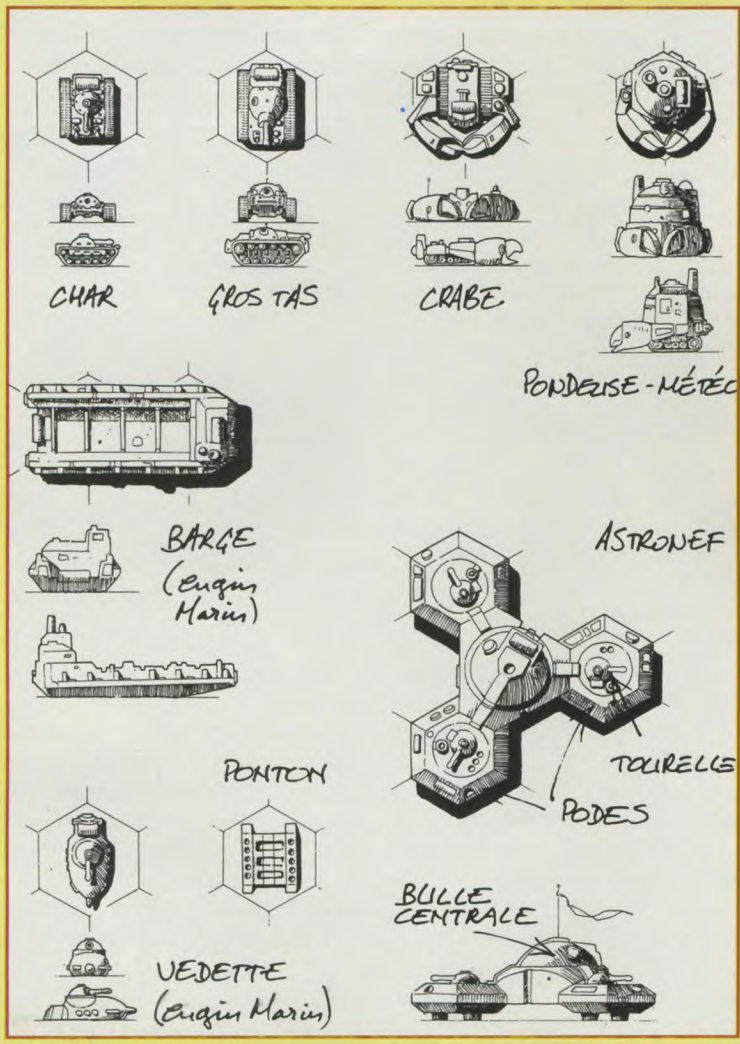 CHAR
GROS TAS
CRABE
PONDEUSE-MÉTÉO
BARGE
(engin
Marin)
ASTRONEF
TOURELLE
PODES
PONTON
VEDETTE
(engin Marin)
BULLE
CENTRALE